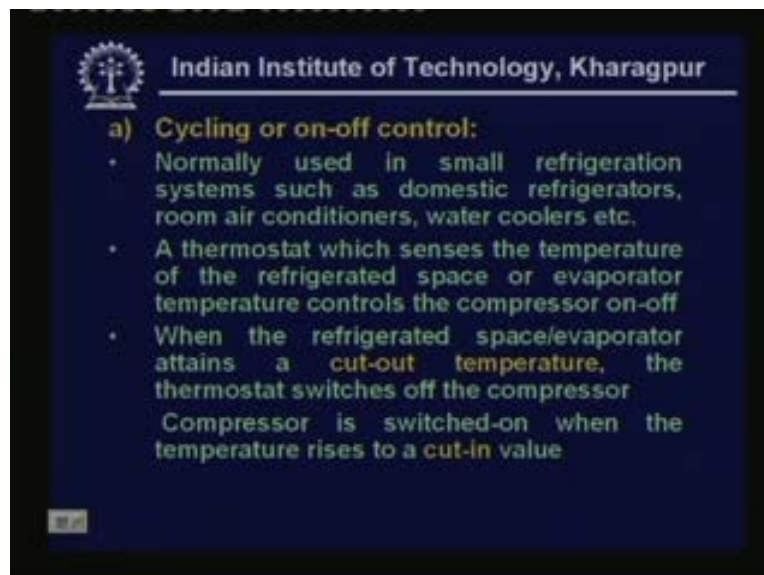 Indian Institute of Technology, Kharagpur
a) Cycling or on-off control:
• Normally used in small refrigeration
systems such as domestic refrigerators,
room air conditioners, water coolers etc.
• A thermostat which senses the temperature
of the refrigerated space or evaporator
temperature controls the compressor on-off
• When the refrigerated space/evaporator
attains a cut-out temperature, the
thermostat switches off the compressor
Compressor is switched-on when the
temperature rises to a cut-in value